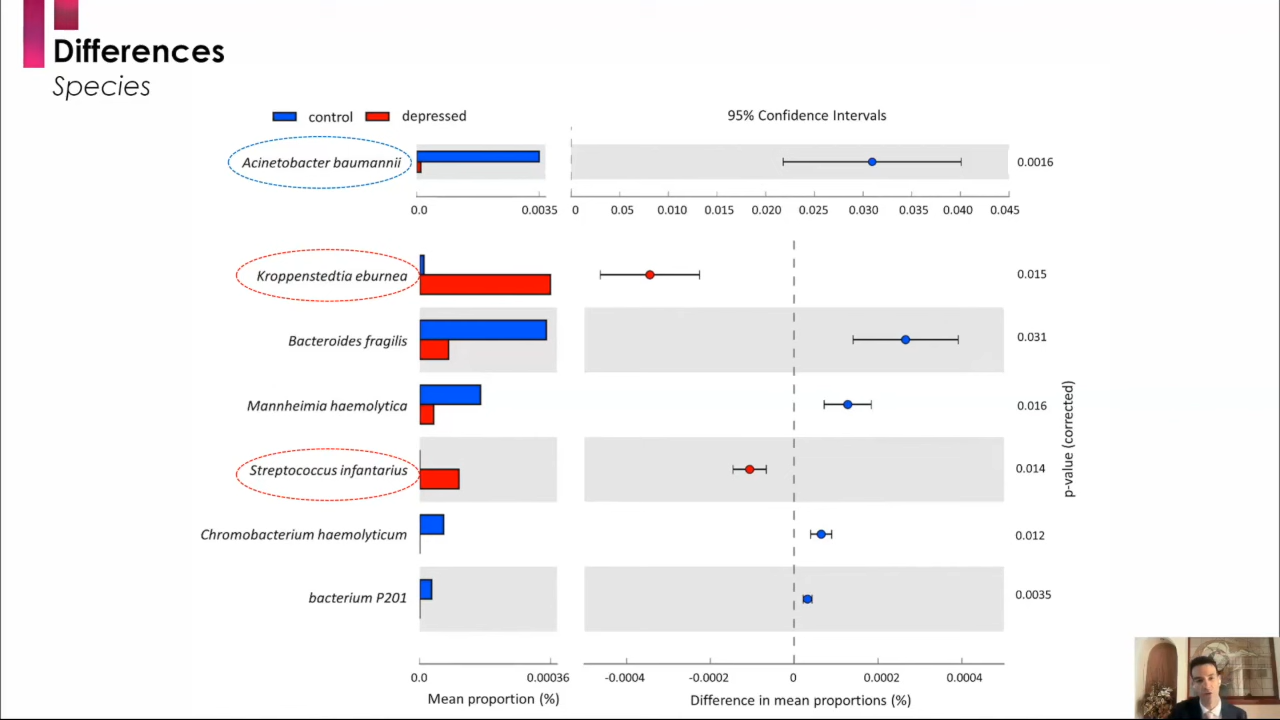 Differences
Species
control depressed 95% Confidence Intervals
Acinetobacter baumannii 0.0016
0.0 0.0035 0 0.05 0.010 0.015 0.020 0.025 0.030 0.035 0.040 0.045
Kroppenstedtia eburnea 0.015
Bacteroides fragilis 0.031
Mannheimia haemolytica 0.016
Streptococcus infantarius 0.014
Chromobacterium haemolyticum 0.012
bacterium P201 0.0035
p-value (corrected)
0.0 0.00036 -0.0004 -0.0002 0 0.0002 0.0004
Mean proportion (%) Difference in mean proportions (%)